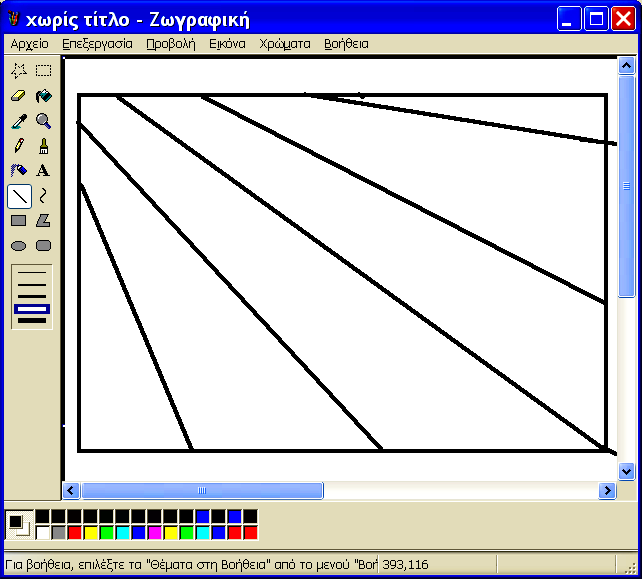 χωρίς τίτλο - Ζωγραφική
Αρχείο Επεξεργασία Προβολή Εικόνα Χρώματα Βοήθεια
A
Για βοήθεια, επιλέξτε τα "Θέματα στη Βοήθεια" από το μενού "Βοή 393,116